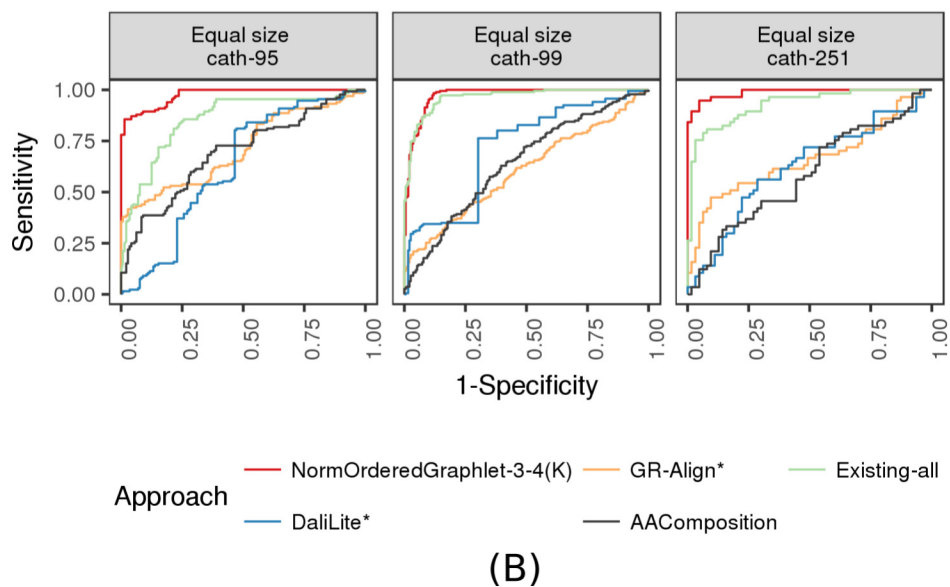 Equal size
cath-95
Equal size
cath-99
Equal size
cath-251
Sensitivity
1.00
0.75
0.50
0.25
0.00
0.00 0.25 0.50 0.75 1.00
0.00 0.25 0.50 0.75 1.00
0.00 0.25 0.50 0.75 1.00
1-Specificity
Approach
NormOrderedGraphlet-3-4(K) GR-Align* Existing-all
DaliLite* AAComposition
(B)